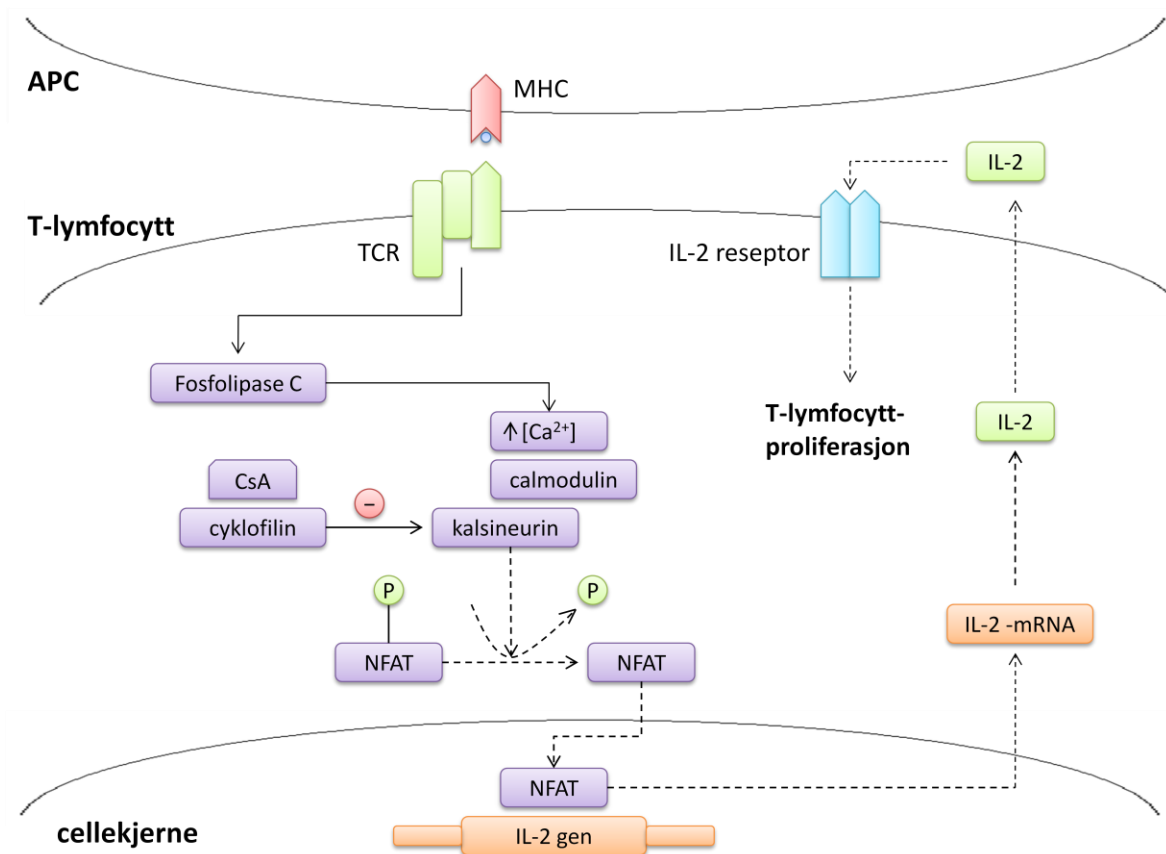 APC
MHC
IL-2
T-lymfocytt
TCR
IL-2 reseptor
Fosfolipase C
↑ [Ca²⁺]
T-lymfocytt-
proliferasjon
IL-2
calmodulin
CsA
cyklofilin
−
kalsineurin
P
P
IL-2 -mRNA
NFAT
NFAT
NFAT
cellekjerne
IL-2 gen